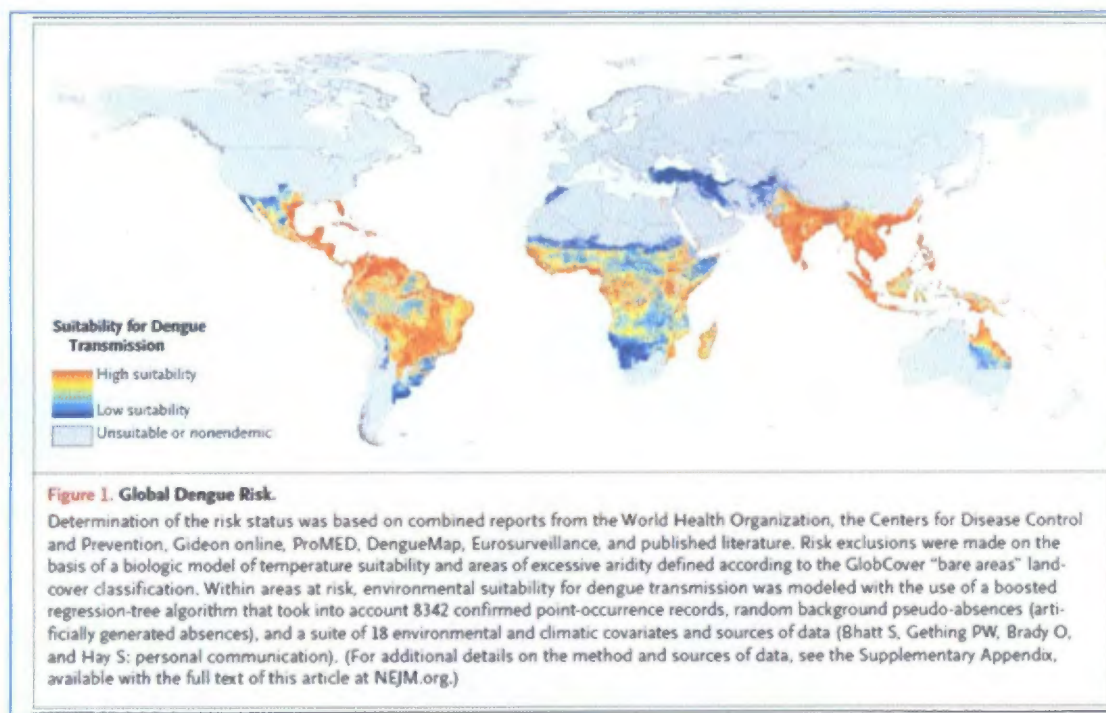 Suitability for Dengue
Transmission
High suitability
Low suitability
Unsuitable or nonendemic
Figure 1. Global Dengue Risk.
Determination of the risk status was based on combined reports from the World Health Organization, the Centers for Disease Control
and Prevention, Gideon online, ProMED, DengueMap, Eurosurveillance, and published literature. Risk exclusions were made on the
basis of a biologic model of temperature suitability and areas of excessive aridity defined according to the GlobCover “bare areas” land-
cover classification. Within areas at risk, environmental suitability for dengue transmission was modeled with the use of a boosted
regression-tree algorithm that took into account 8342 confirmed point-occurrence records, random background pseudo-absences (arti-
ficially generated absences), and a suite of 18 environmental and climatic covariates and sources of data (Bhatt S, Gething PW, Brady O,
and Hay S: personal communication). (For additional details on the method and sources of data, see the Supplementary Appendix,
available with the full text of this article at NEJM.org.)